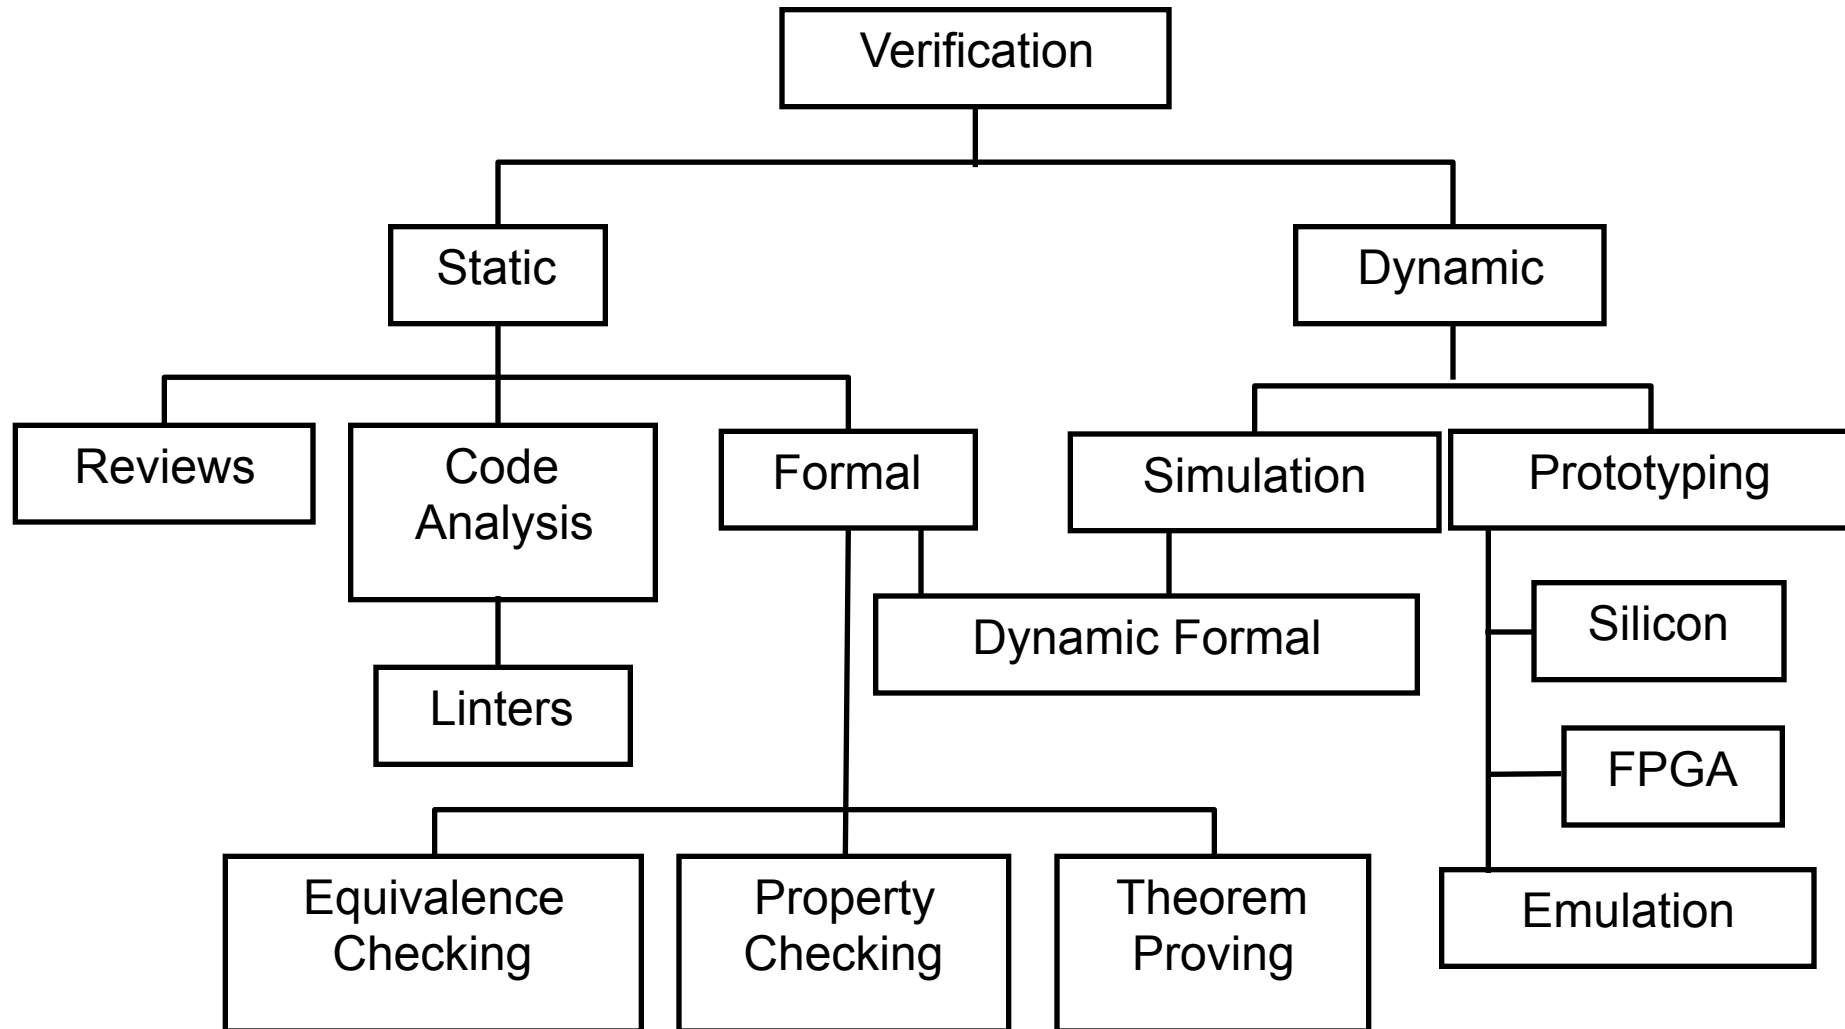 Verification
Static
Dynamic
Reviews
Code
Analysis
Formal
Simulation
Prototyping
Dynamic Formal
Silicon
Linters
FPGA
Equivalence
Checking
Property
Checking
Theorem
Proving
Emulation